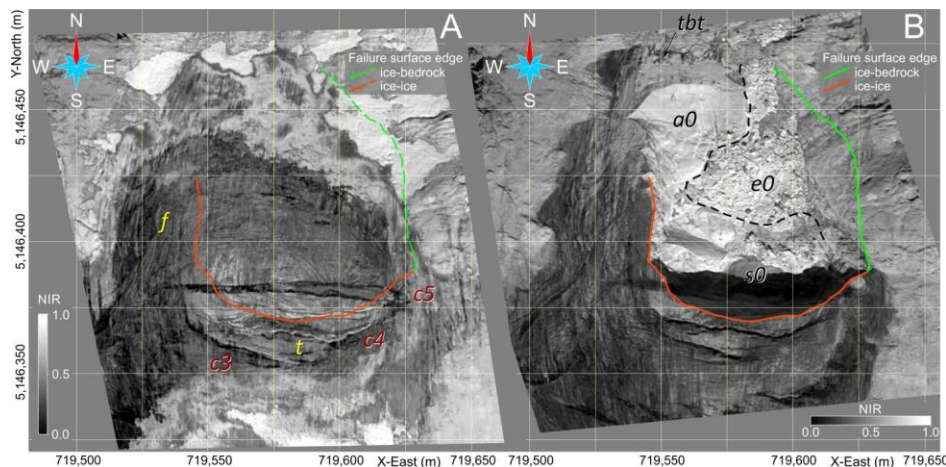 Y-North (m)
5,146,450
5,146,400
5,146,350
N
W E
S
A
Failure surface edge
ice-bedrock
ice-ice
f
t
c3
c4
c5
NIR
1.0
0.5
0.0
719,500 719,550 719,600 X-East (m) 719,650
N
W E
S
tbt
B
Failure surface edge
ice-bedrock
ice-ice
a0
e0
s0
NIR
0.0 0.5 1.0
719,500 719,550 719,600 X-East (m) 719,650